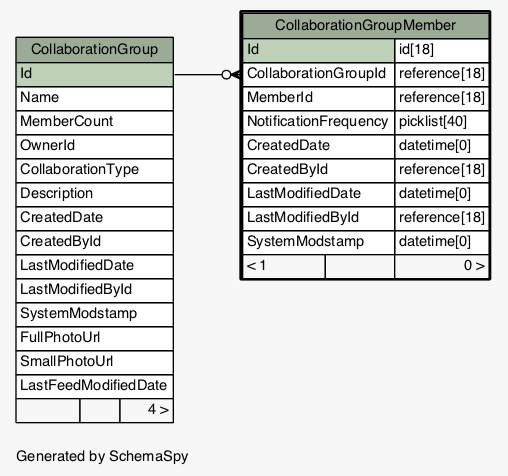 CollaborationGroup
Id
Name
MemberCount
OwnerId
CollaborationType
Description
CreatedDate
CreatedById
LastModifiedDate
LastModifiedById
SystemModstamp
FullPhotoUrl
SmallPhotoUrl
LastFeedModifiedDate
4 >
CollaborationGroupMember
Id id[18]
CollaborationGroupId reference[18]
MemberId reference[18]
NotificationFrequency picklist[40]
CreatedDate datetime[0]
CreatedById reference[18]
LastModifiedDate datetime[0]
LastModifiedById reference[18]
SystemModstamp datetime[0]
< 1 0 >
Generated by SchemaSpy